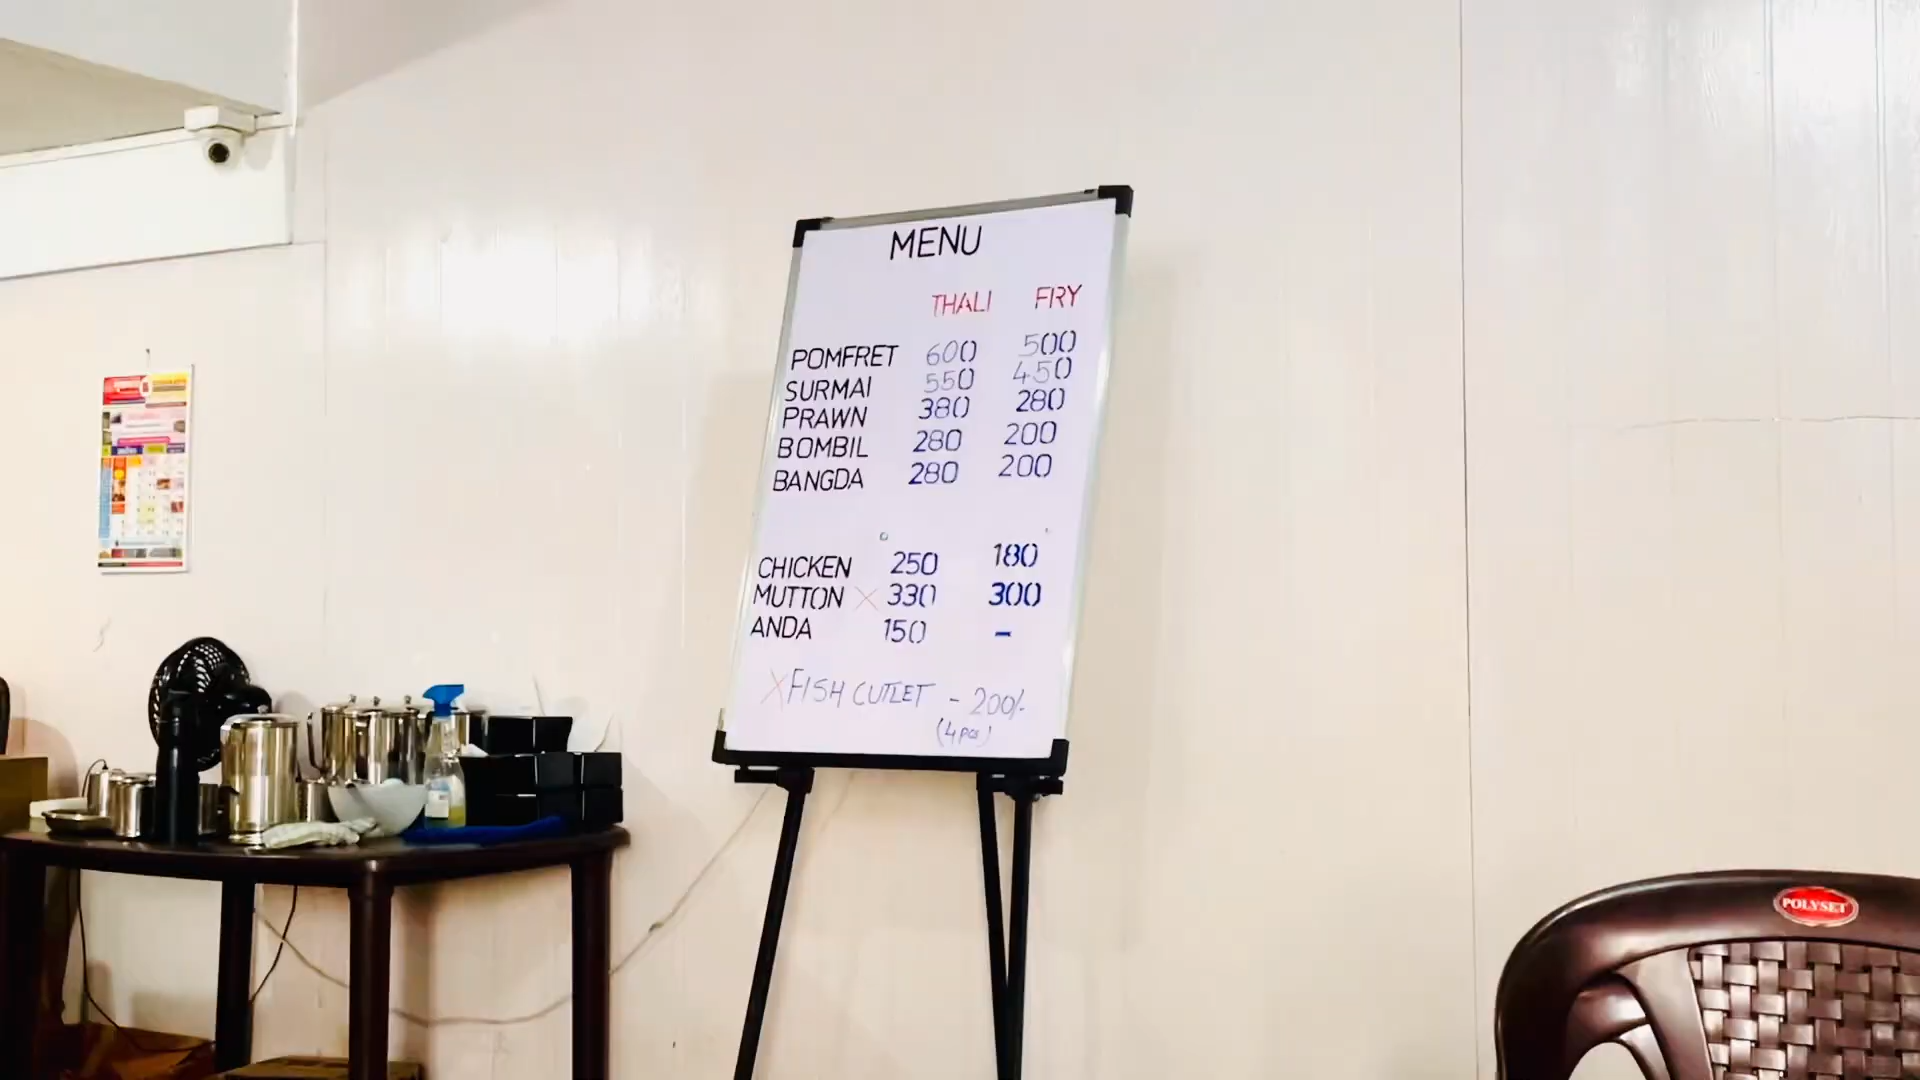 MENU
THALI FRY
POMFRET 600 500
SURMAI 550 450
PRAWN 380 280
BOMBIL 280 200
BANGDA 280 200
CHICKEN 250 180
MUTTON X 330 300
ANDA 150 -
X FISH CUTLET - 200/-
(4 pcs)
POLYSET